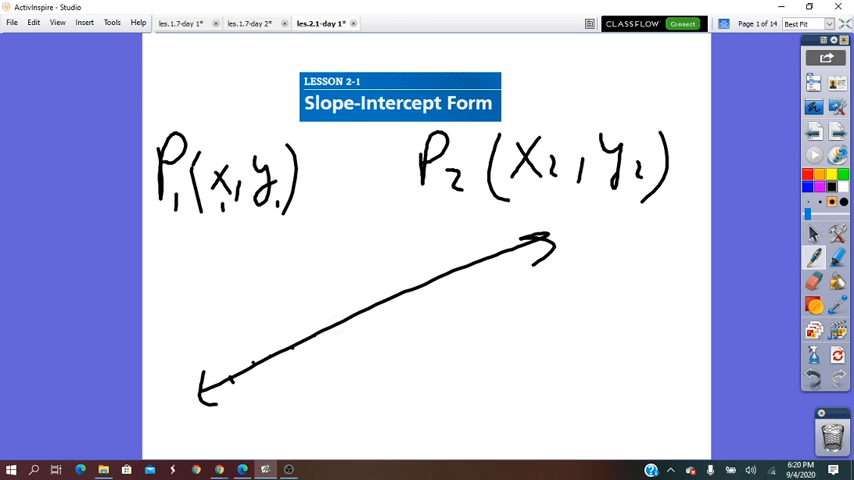 ActivInspire - Studio
File Edit View Insert Tools Help
les.1.7-day 1*
les.1.7-day 2*
les.2.1-day 1*
CLASSFLOW Connect
Page 1 of 14
Best Fit
LESSON 2-1
Slope-Intercept Form
P₁(x₁,y₁) P₂(x₂,y₂)
6:20 PM
9/4/2020